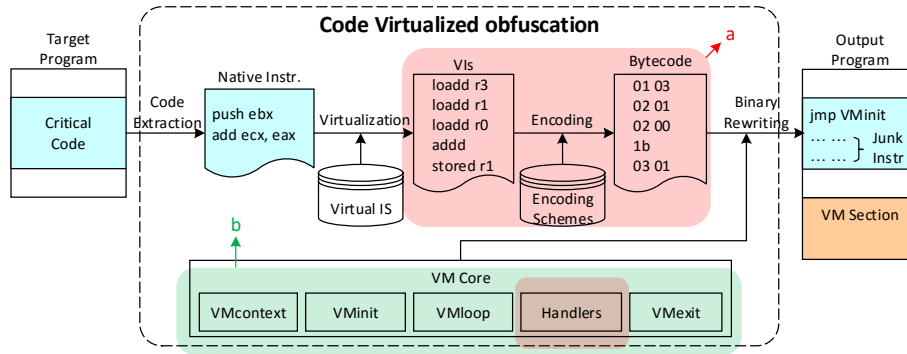 Code Virtualized obfuscation
Target
Program
Critical
Code
Code
Extraction
Native Instr.
push ebx
add ecx, eax
Virtualization
Virtual IS
VIs
loadd r3
loadd r1
loadd r0
addd
stored r1
Encoding
Encoding
Schemes
Bytecode
01 03
02 01
02 00
1b
03 01
a
Binary
Rewriting
Output
Program
jmp VMinit
... ... Junk
... ... Instr
VM Section
b
VM Core
VMcontext
VMinit
VMloop
Handlers
VMexit